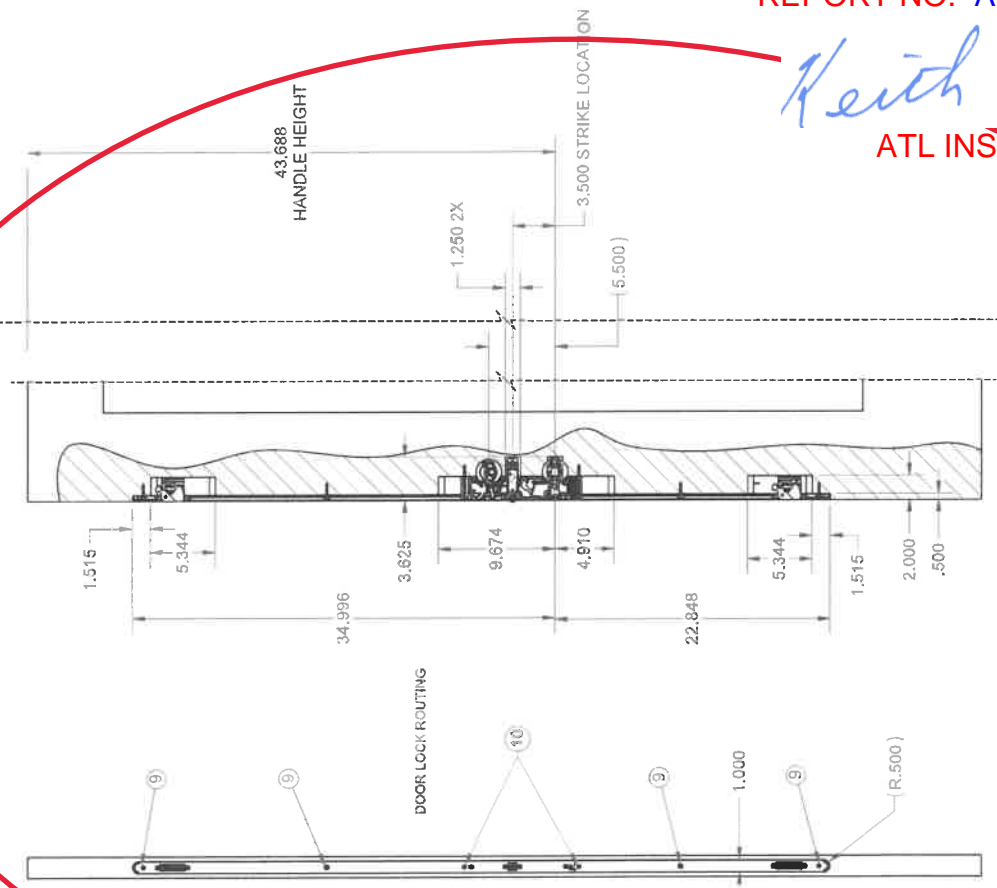 REPORT NO. A
Keith
ATL INS
43.688
HANDLE HEIGHT
3.500 STRIKE LOCATION
1.250 2X
5.500 )
1.515
5.344
3.625
9.674
4.910
5.344
1.515
2.000
.500
34.996
22.848
DOOR LOCK ROUTING
9
9
10
9
9
1.000
( R.500 )